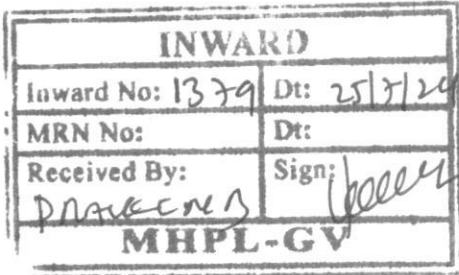 INWARD
Inward No: 1379 Dt: 25/7/24
MRN No: Dt:
Received By: Sign:
MHPL-GV